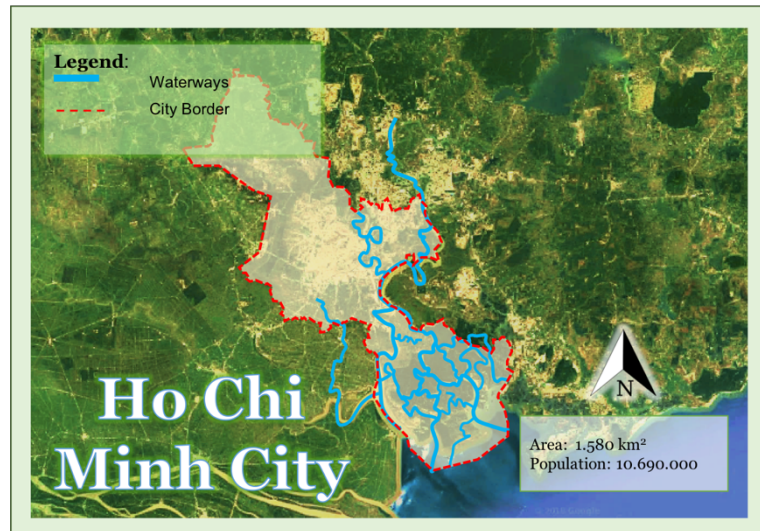 Legend:
Waterways
City Border
Ho Chi
Minh City
N
Area: 1.580 km²
Population: 10.690.000